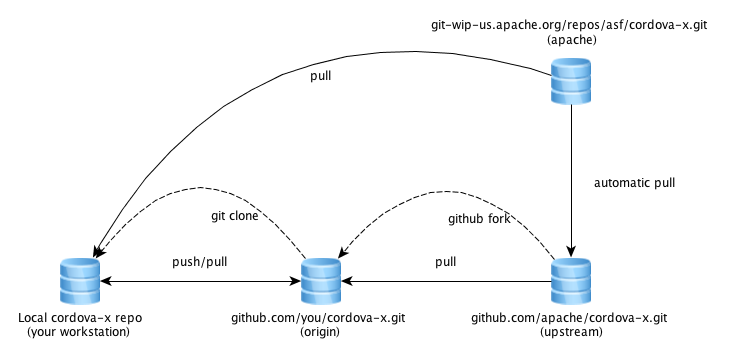 git-wip-us.apache.org/repos/asf/cordova-x.git
(apache)
pull
automatic pull
git clone
github fork
push/pull
pull
Local cordova-x repo
(your workstation)
github.com/you/cordova-x.git
(origin)
github.com/apache/cordova-x.git
(upstream)